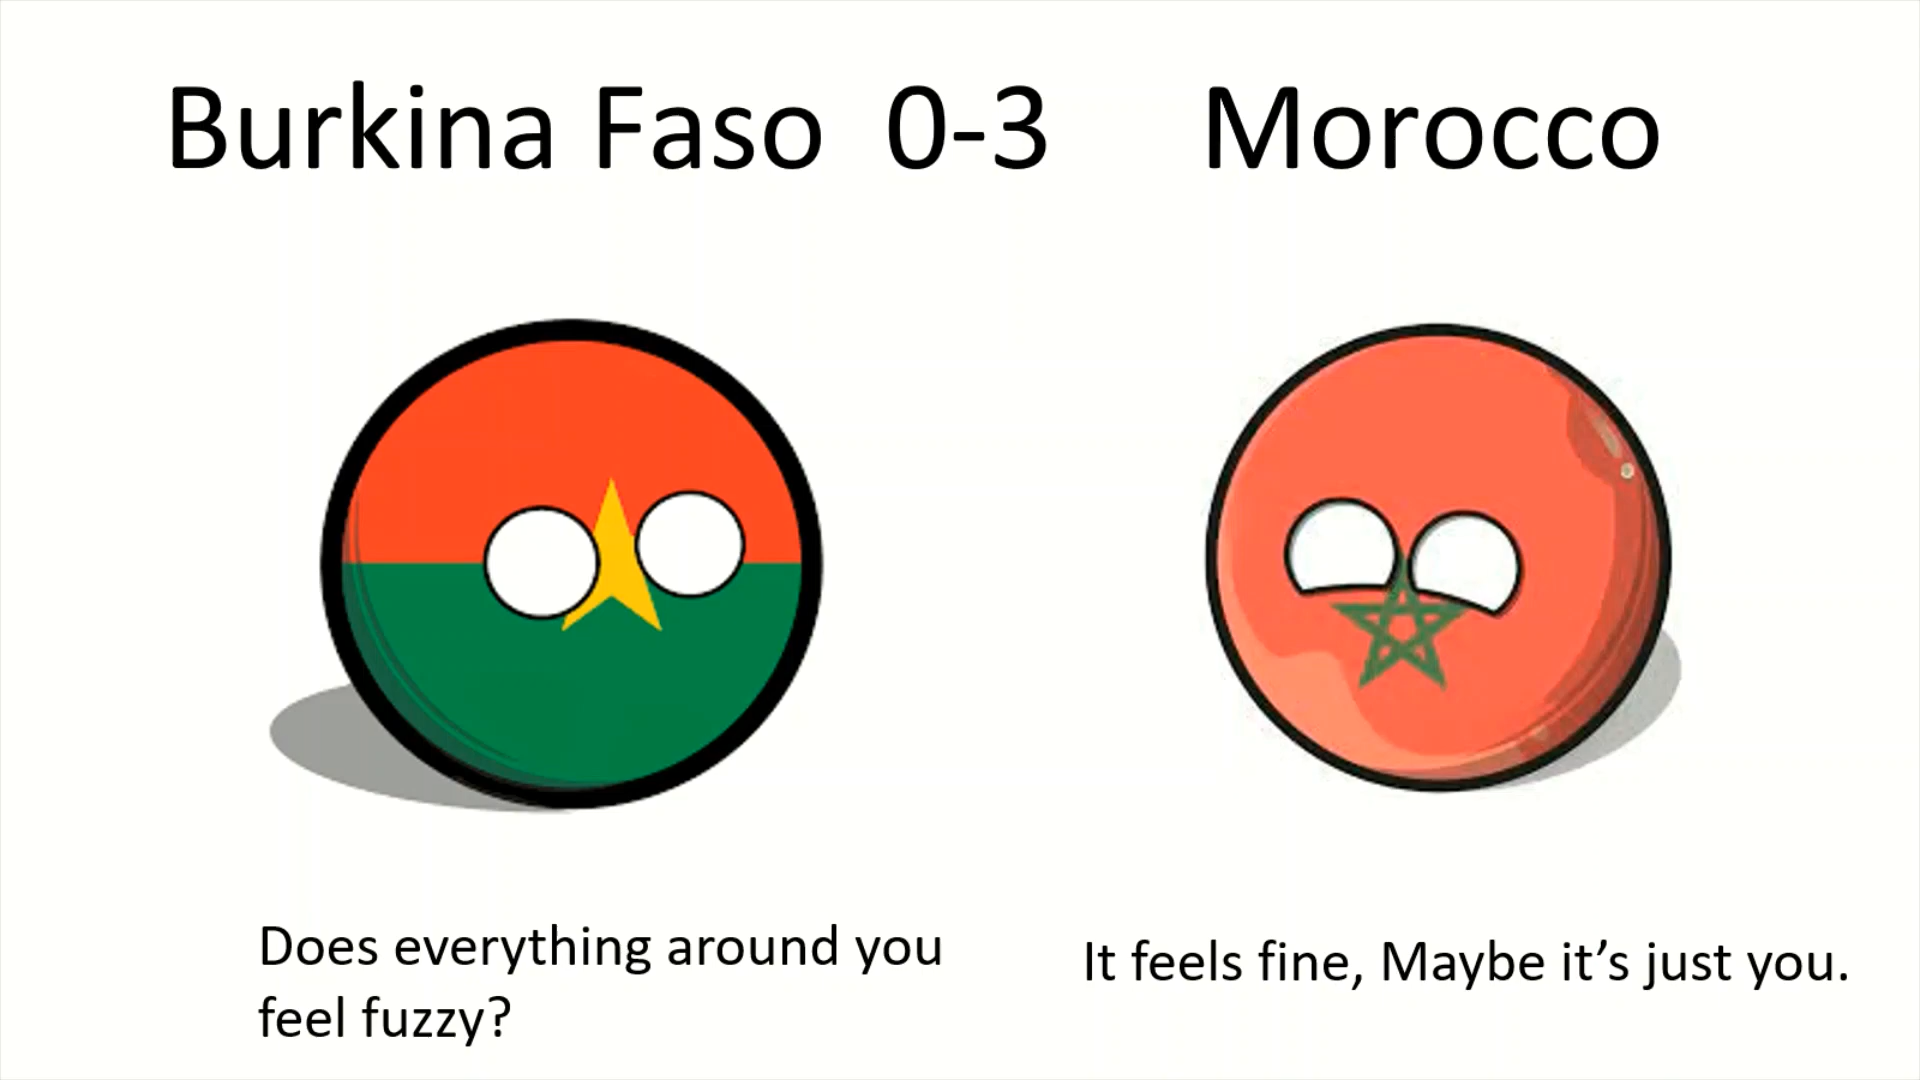 Burkina Faso 0-3 Morocco
Does everything around you
feel fuzzy?
It feels fine, Maybe it’s just you.